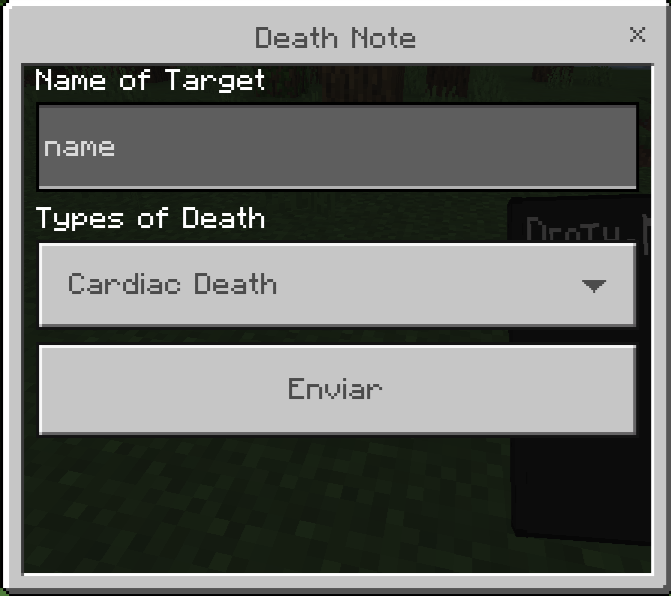 Death Note
Name of Target
name
Types of Death
Cardiac Death
Enviar